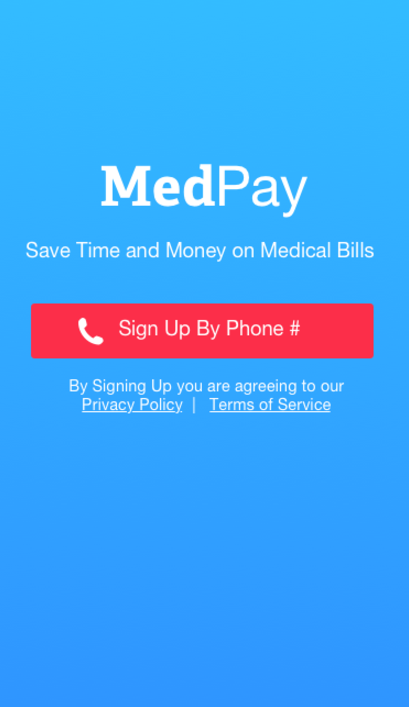 MedPay
Save Time and Money on Medical Bills
Sign Up By Phone #
By Signing Up you are agreeing to our
Privacy Policy | Terms of Service